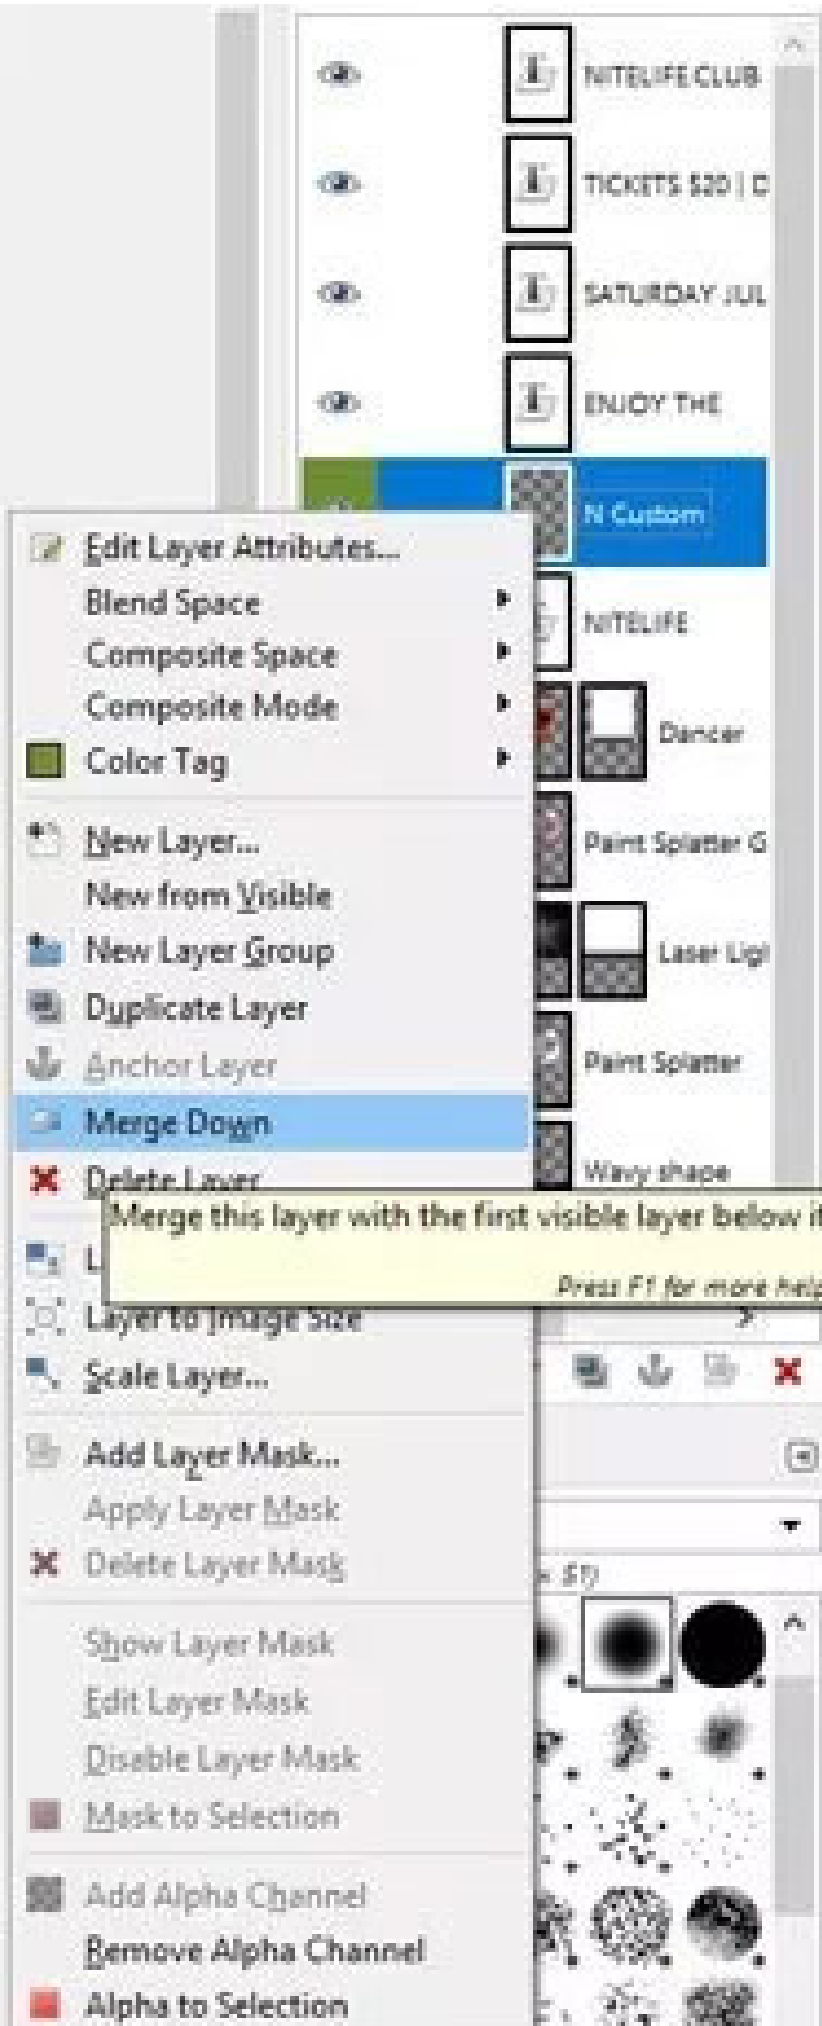 NITELIFE CLUB
TICKETS $20 | D
SATURDAY JUL
ENJOY THE
N Custom
NITELIFE
Dancer
Paint Splatter G
Laser Ligh
Paint Splatter
Wavy shape
Edit Layer Attributes...
Blend Space
Composite Space
Composite Mode
Color Tag
New Layer...
New from Visible
New Layer Group
Duplicate Layer
Anchor Layer
Merge Down
Delete Layer
Merge this layer with the first visible layer below it
Press F1 for more help
L
Layer to Image Size
Scale Layer...
Add Layer Mask...
Apply Layer Mask
Delete Layer Mask
Show Layer Mask
Edit Layer Mask
Disable Layer Mask
Mask to Selection
Add Alpha Channel
Remove Alpha Channel
Alpha to Selection